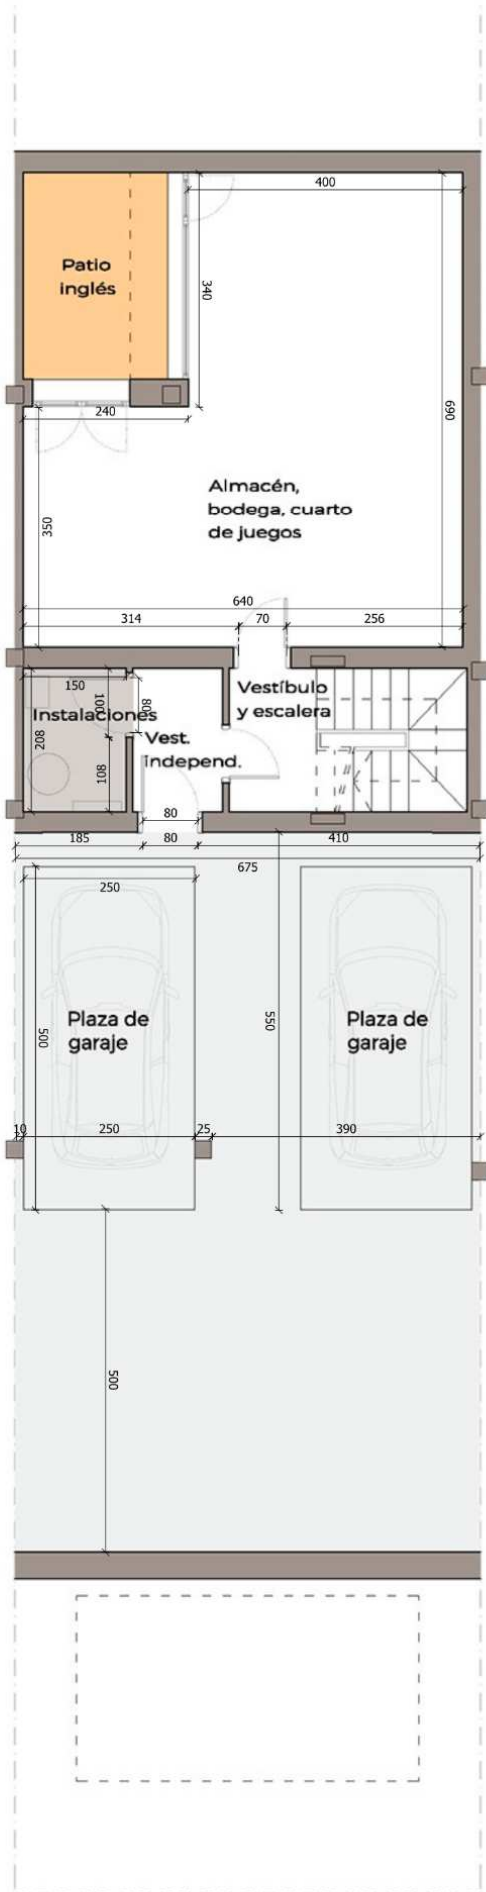 400
Patio
inglés
340
240
690
Almacén,
bodega, cuarto
de juegos
350
640
314
70
256
150
100
80
Instalaciones
Vestíbulo
y escalera
208
Vest.
Independ.
108
80
185
80
410
675
250
Plaza de
garaje
Plaza de
garaje
500
550
10
250
25
390
500